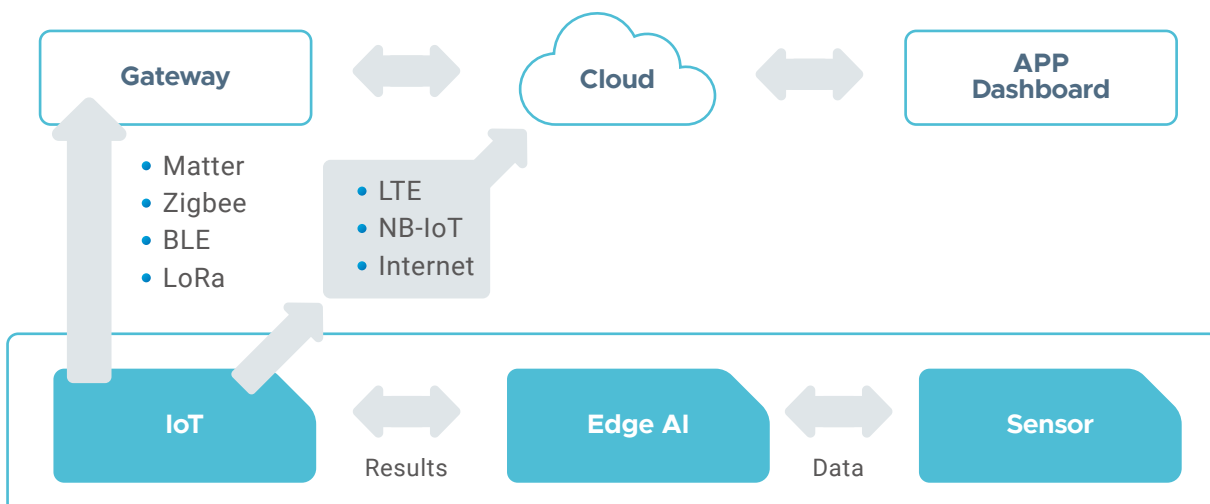 Gateway
Cloud
APP
Dashboard
• Matter
• Zigbee
• BLE
• LoRa
• LTE
• NB-IoT
• Internet
IoT
Edge AI
Sensor
Results
Data